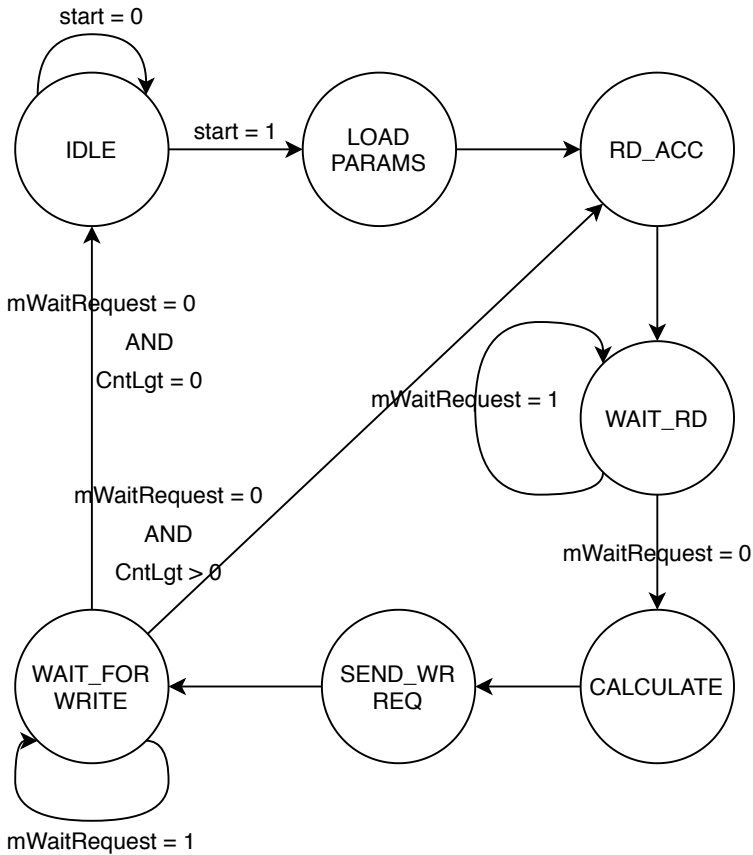 start = 0
IDLE
start = 1
LOAD
PARAMS
RD_ACC
mWaitRequest = 0
AND
CntLgt = 0
mWaitRequest = 1
WAIT_RD
mWaitRequest = 0
AND
CntLgt > 0
mWaitRequest = 0
WAIT_FOR
WRITE
SEND_WR
REQ
CALCULATE
mWaitRequest = 1